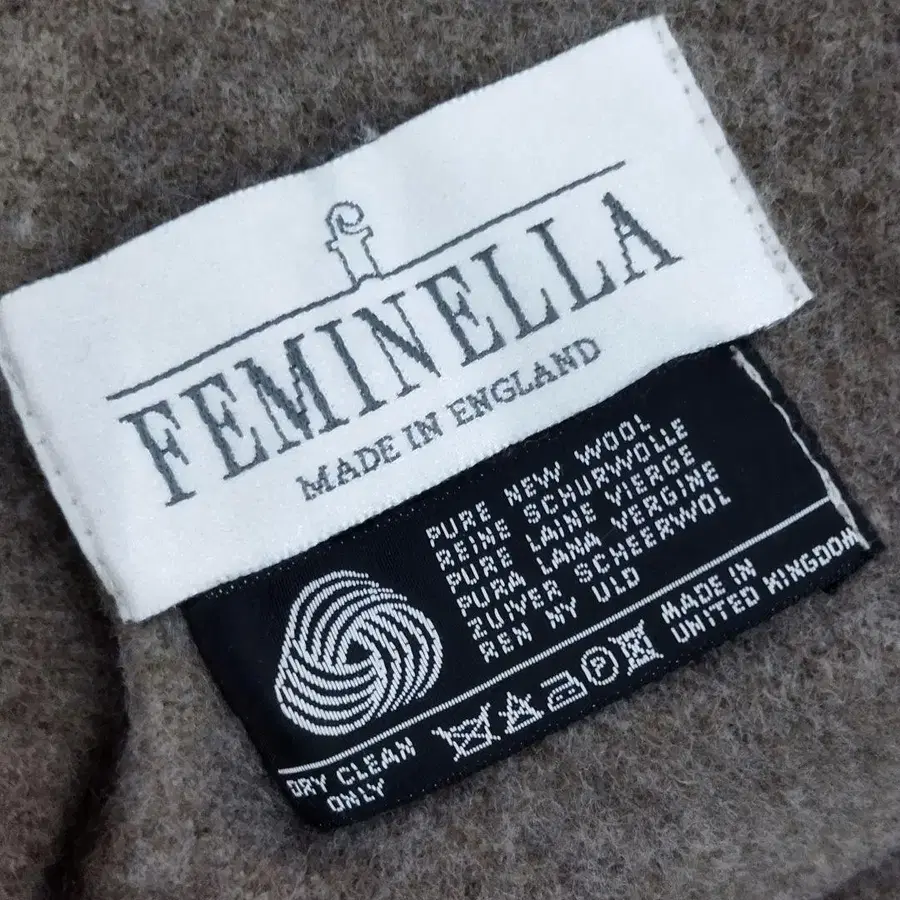 f
FEMINELLA
MADE IN ENGLAND
PURE NEW WOOL
REINE SCHURWOLLE
PURE LAINE VIERGE
PURA LANA VERGINE
ZUIVER SCHEERWOL
REN NY ULD
DRY CLEAN
ONLY
P
MADE IN
UNITED KINGDOM